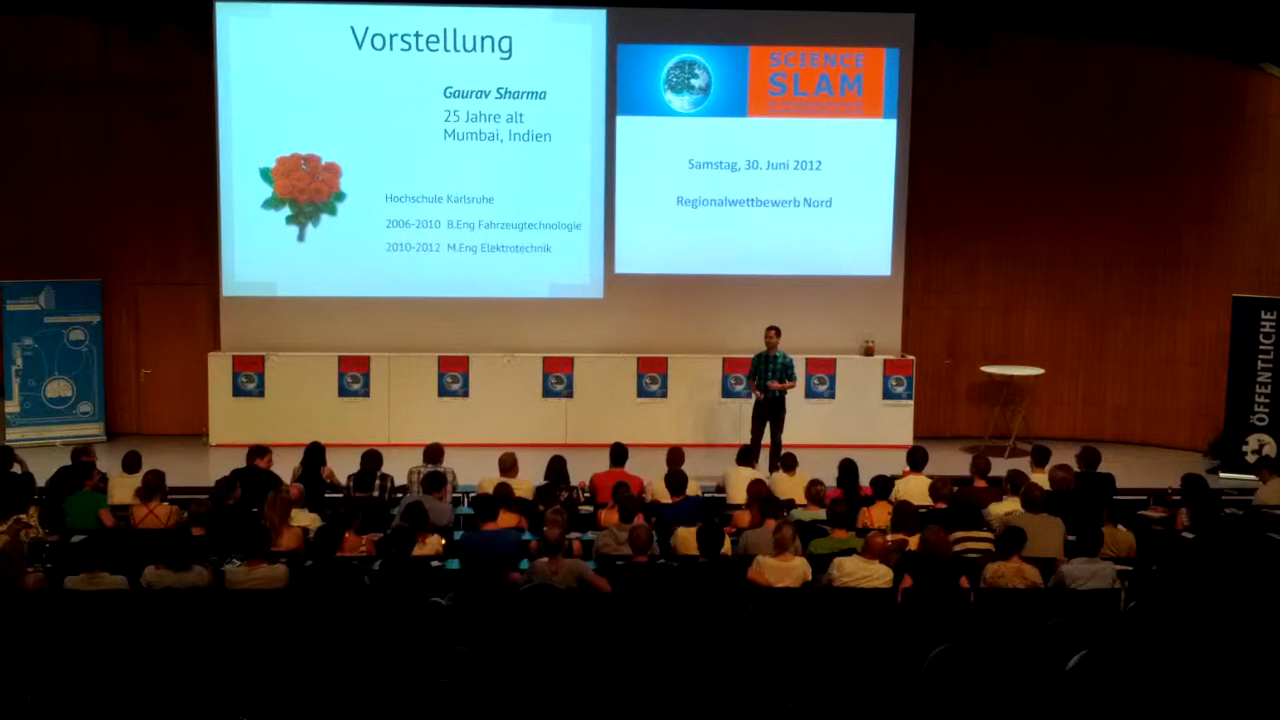 Vorstellung
Gaurav Sharma
25 Jahre alt
Mumbai, Indien
Hochschule Karlsruhe
2006-2010 B.Eng Fahrzeugtechnologie
2010-2012 M.Eng Elektrotechnik
SCIENCE
SLAM
Samstag, 30. Juni 2012
Regionalwettbewerb Nord
ÖFFENTLICHE